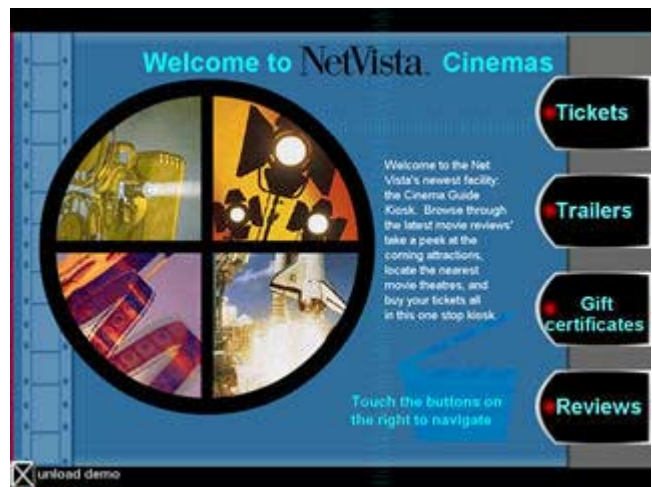 Welcome to NetVista Cinemas
Tickets
Welcome to the Net
Vista's newest facility:
the Cinema Guide
Kiosk. Browse through
the latest movie reviews'
take a peek at the
coming attractions,
locate the nearest
movie theatres, and
buy your tickets all
in this one stop kiosk.
Trailers
Gift
certificates
Touch the buttons on
the right to navigate
Reviews
unload demo